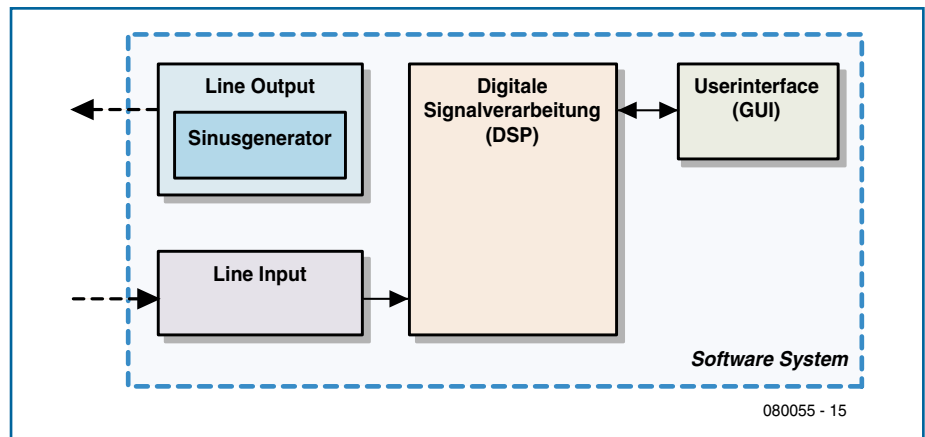 Line Output
Sinusgenerator
Digitale
Signalverarbeitung
(DSP)
Userinterface
(GUI)
Line Input
Software System
080055 - 15